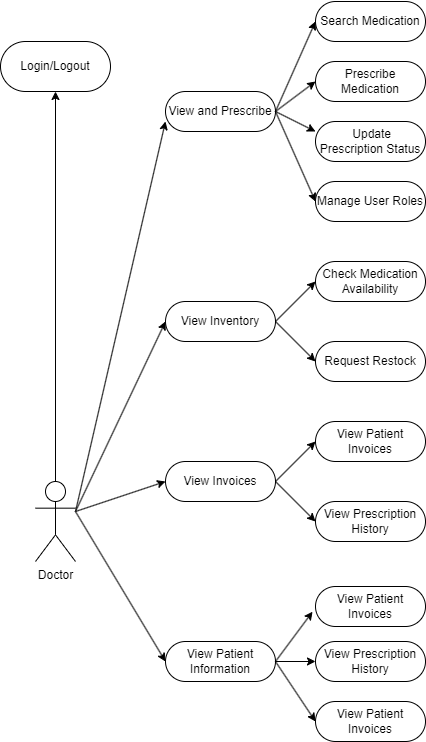 Login/Logout
View and Prescribe
Search Medication
Prescribe
Medication
Update
Prescription Status
Manage User Roles
View Inventory
Check Medication
Availability
Request Restock
View Invoices
View Patient
Invoices
View Prescription
History
Doctor
View Patient
Information
View Patient
Invoices
View Prescription
History
View Patient
Invoices